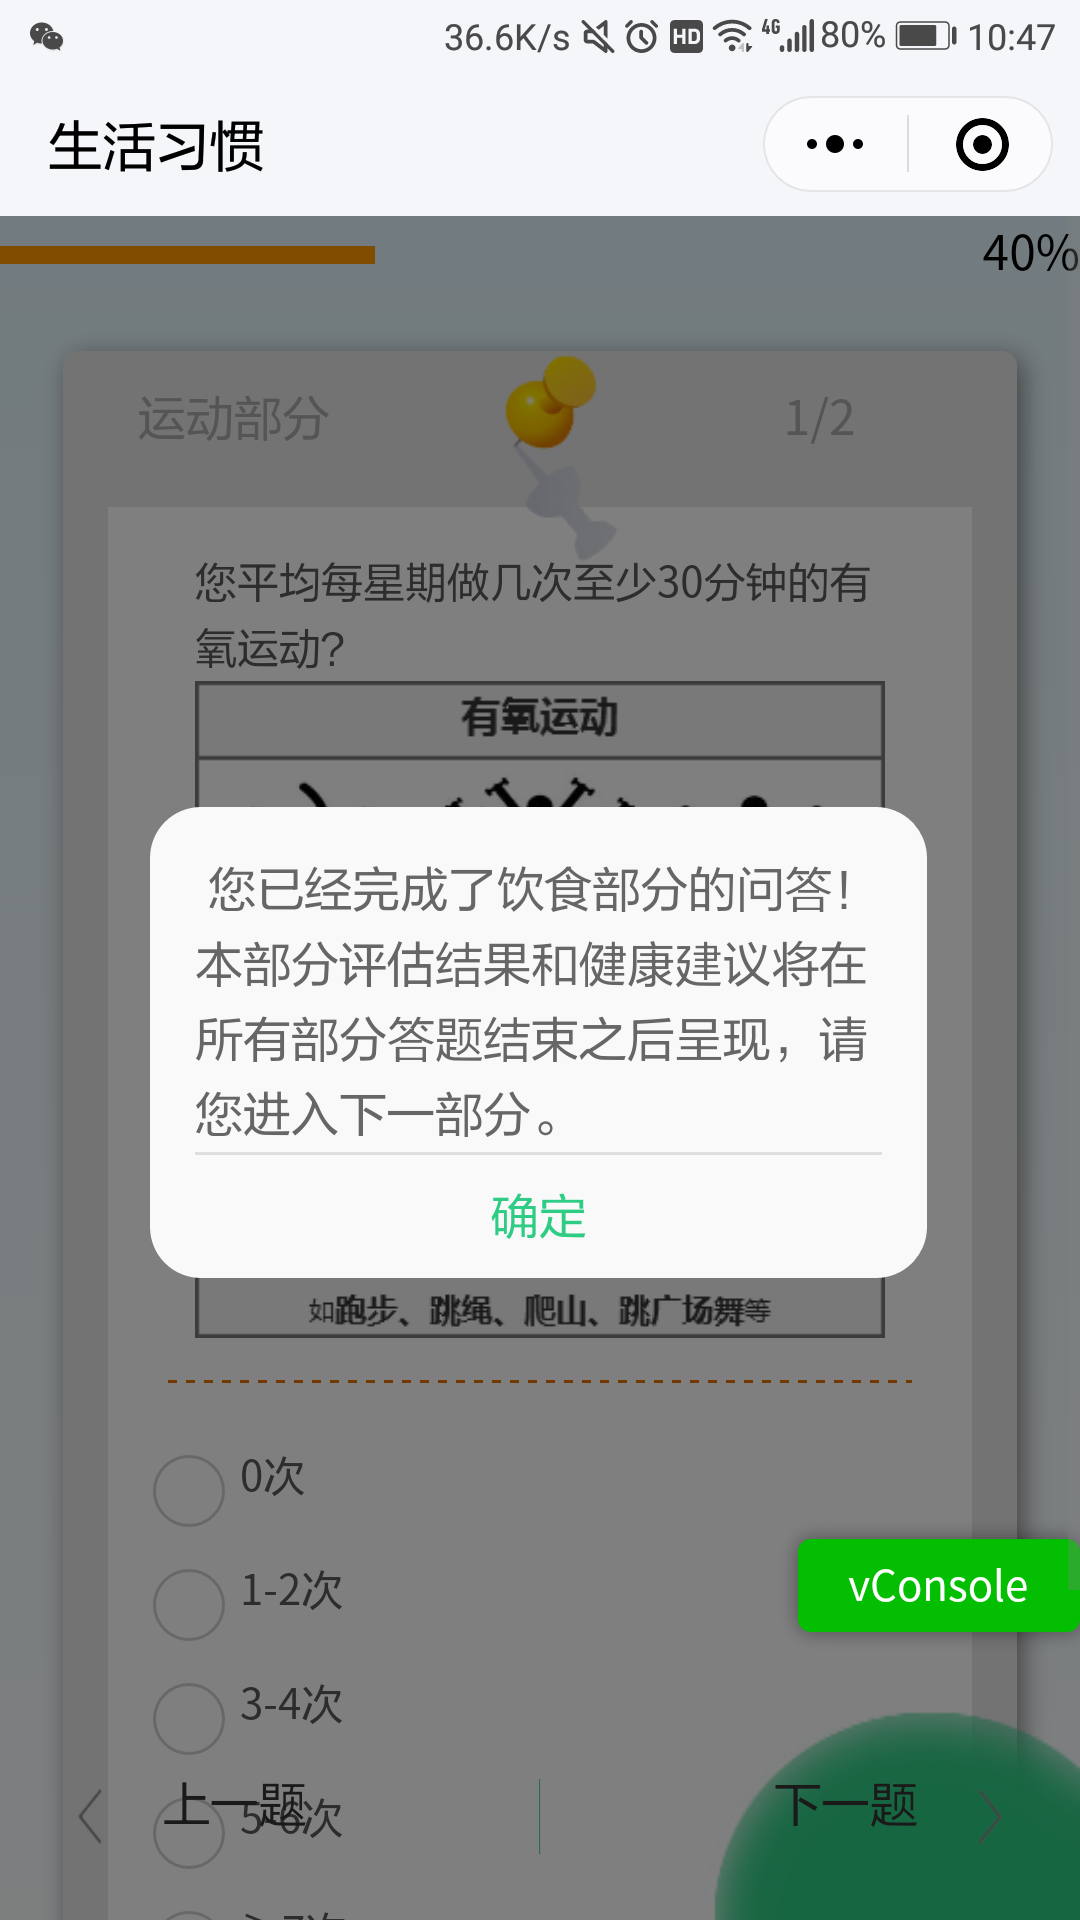 36.6K/s HD 4G 80% 10:47
生活习惯
40%
运动部分 1/2
您平均每星期做几次至少30分钟的有
氧运动?
有氧运动
您已经完成了饮食部分的问答！
本部分评估结果和健康建议将在
所有部分答题结束之后呈现，请
您进入下一部分。
确定
如跑步、跳绳、爬山、跳广场舞等
0次
1-2次
vConsole
3-4次
上一题 下一题
5-6次